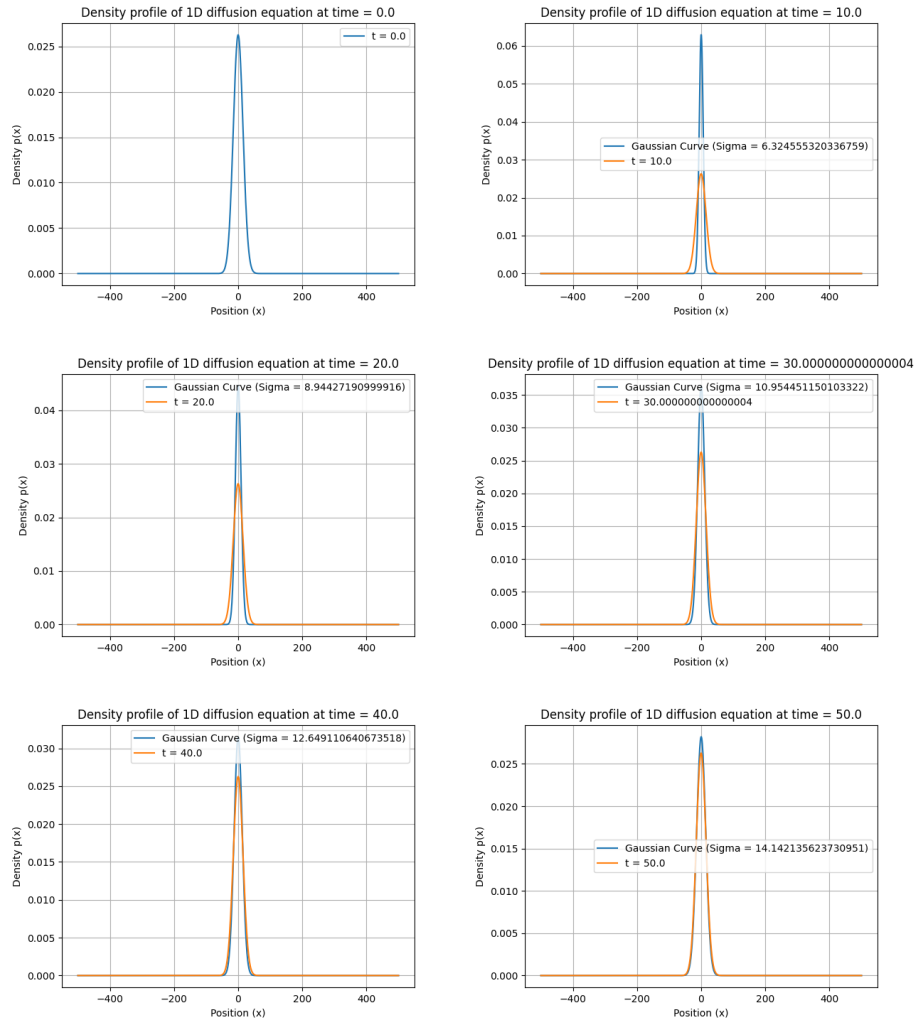 Density profile of 1D diffusion equation at time = 0.0
t = 0.0
Density p(x)
0.025
0.020
0.015
0.010
0.005
0.000
−400 −200 0 200 400
Position (x)
Density profile of 1D diffusion equation at time = 10.0
Gaussian Curve (Sigma = 6.324555320336759)
t = 10.0
Density p(x)
0.06
0.05
0.04
0.03
0.02
0.01
0.00
−400 −200 0 200 400
Position (x)
Density profile of 1D diffusion equation at time = 20.0
Gaussian Curve (Sigma = 8.94427190999916)
t = 20.0
Density p(x)
0.04
0.03
0.02
0.01
0.00
−400 −200 0 200 400
Position (x)
Density profile of 1D diffusion equation at time = 30.000000000000004
Gaussian Curve (Sigma = 10.954451150103322)
t = 30.000000000000004
Density p(x)
0.035
0.030
0.025
0.020
0.015
0.010
0.005
0.000
−400 −200 0 200 400
Position (x)
Density profile of 1D diffusion equation at time = 40.0
Gaussian Curve (Sigma = 12.649110640673518)
t = 40.0
Density p(x)
0.030
0.025
0.020
0.015
0.010
0.005
0.000
−400 −200 0 200 400
Position (x)
Density profile of 1D diffusion equation at time = 50.0
Gaussian Curve (Sigma = 14.142135623730951)
t = 50.0
Density p(x)
0.025
0.020
0.015
0.010
0.005
0.000
−400 −200 0 200 400
Position (x)